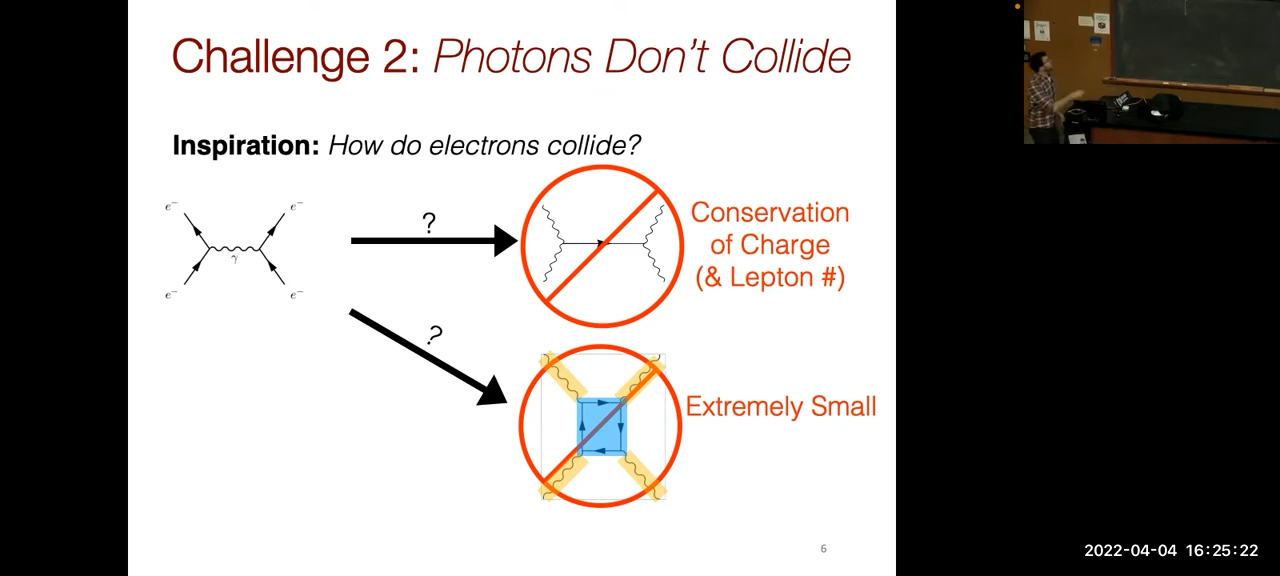 Challenge 2: Photons Don't Collide
Inspiration: How do electrons collide?
e⁻
e⁻
γ
e⁻
e⁻
?
Conservation
of Charge
(& Lepton #)
?
Extremely Small
6
2022-04-04 16:25:22